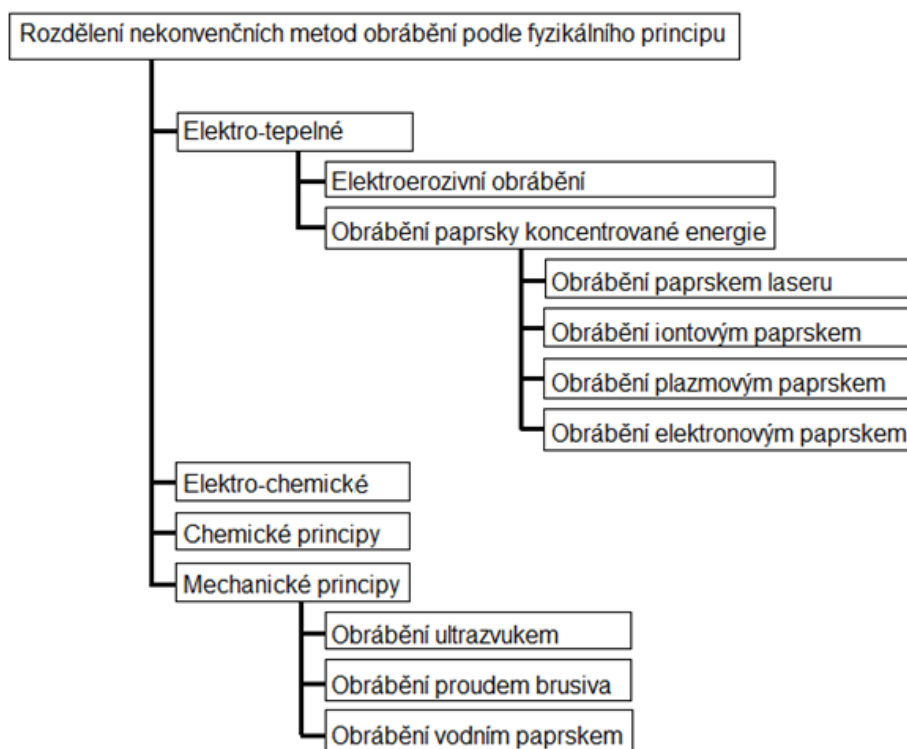 Rozdělení nekonvenčních metod obrábění podle fyzikálního principu
Elektro-tepelné
Elektroerozivní obrábění
Obrábění paprsky koncentrované energie
Obrábění paprskem laseru
Obrábění iontovým paprskem
Obrábění plazmovým paprskem
Obrábění elektronovým paprskem
Elektro-chemické
Chemické principy
Mechanické principy
Obrábění ultrazvukem
Obrábění proudem brusiva
Obrábění vodním paprskem